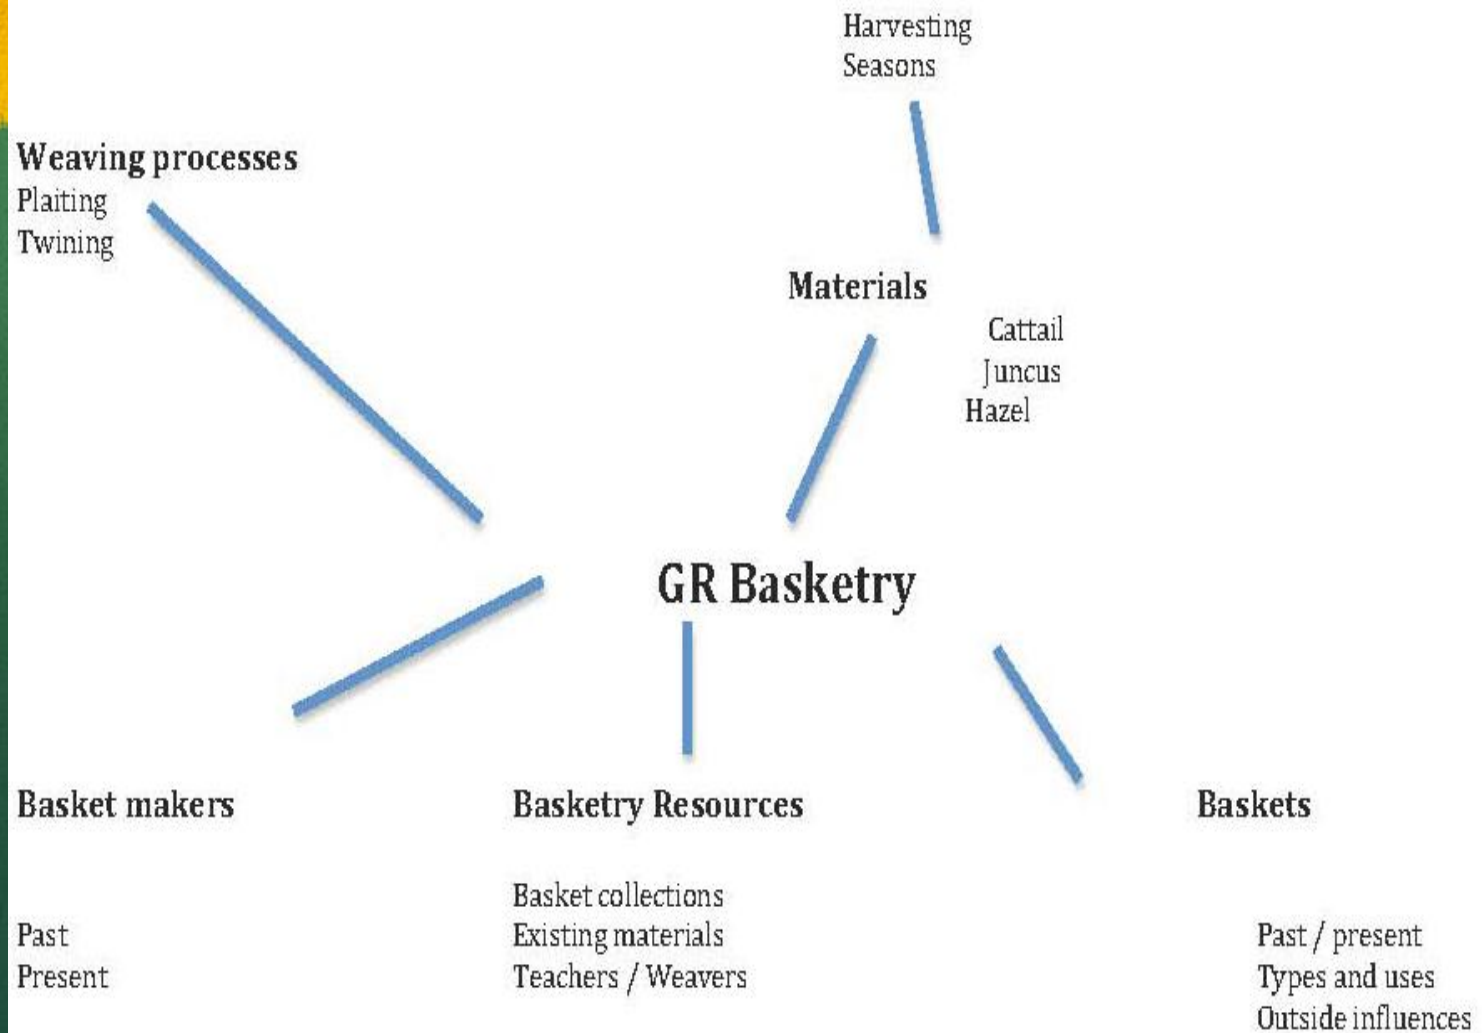 Harvesting
Seasons
Weaving processes
Plaiting
Twining
Materials
Cattail
Juncus
Hazel
GR Basketry
Basket makers
Past
Present
Basketry Resources
Basket collections
Existing materials
Teachers / Weavers
Baskets
Past / present
Types and uses
Outside influences